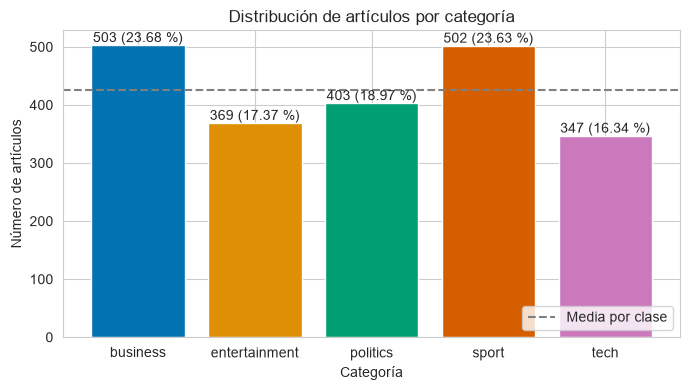 Distribución de artículos por categoría
Número de artículos
500
400
300
200
100
0
503 (23.68 %)
369 (17.37 %)
403 (18.97 %)
502 (23.63 %)
347 (16.34 %)
Media por clase
business
entertainment
politics
sport
tech
Categoría